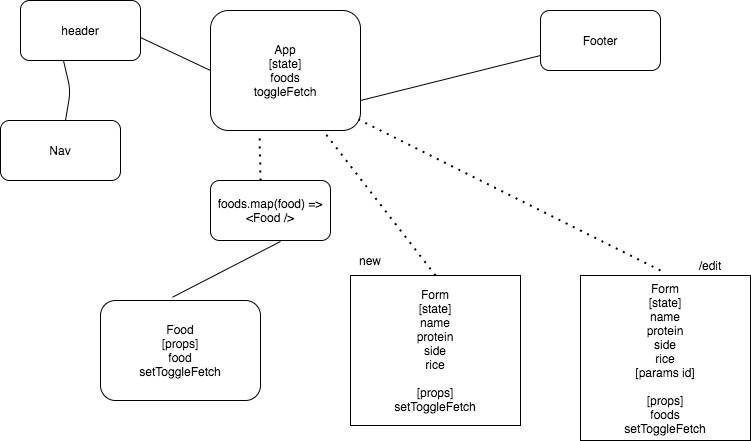 header
App
[state]
foods
toggleFetch
Footer
Nav
foods.map(food) =>
<Food />
new
/edit
Food
[props]
food
setToggleFetch
Form
[state]
name
protein
side
rice
[props]
setToggleFetch
Form
[state]
name
protein
side
rice
[params id]
[props]
foods
setToggleFetch